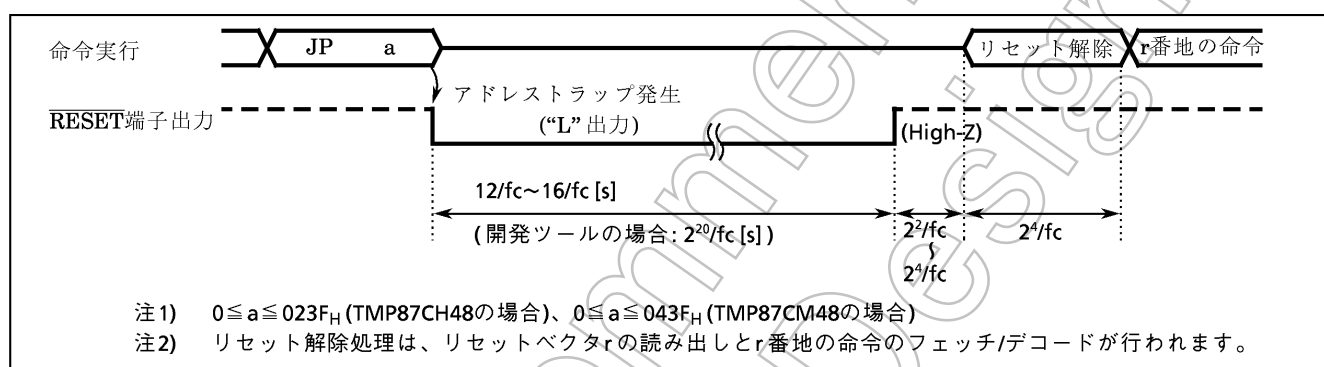 命令実行 JP a リセット解除 r番地の命令
アドレストラップ発生
RESET端子出力 ("L" 出力) (High-Z)
12/fc~16/fc [s]
(開発ツールの場合: 2²⁰/fc [s] ) 2²/fc 2⁴/fc
~
2⁴/fc
注1) 0≦a≦023FH (TMP87CH48の場合)、0≦a≦043FH (TMP87CM48の場合)
注2) リセット解除処理は、リセットベクタrの読み出しとr番地の命令のフェッチ/デコードが行われます。